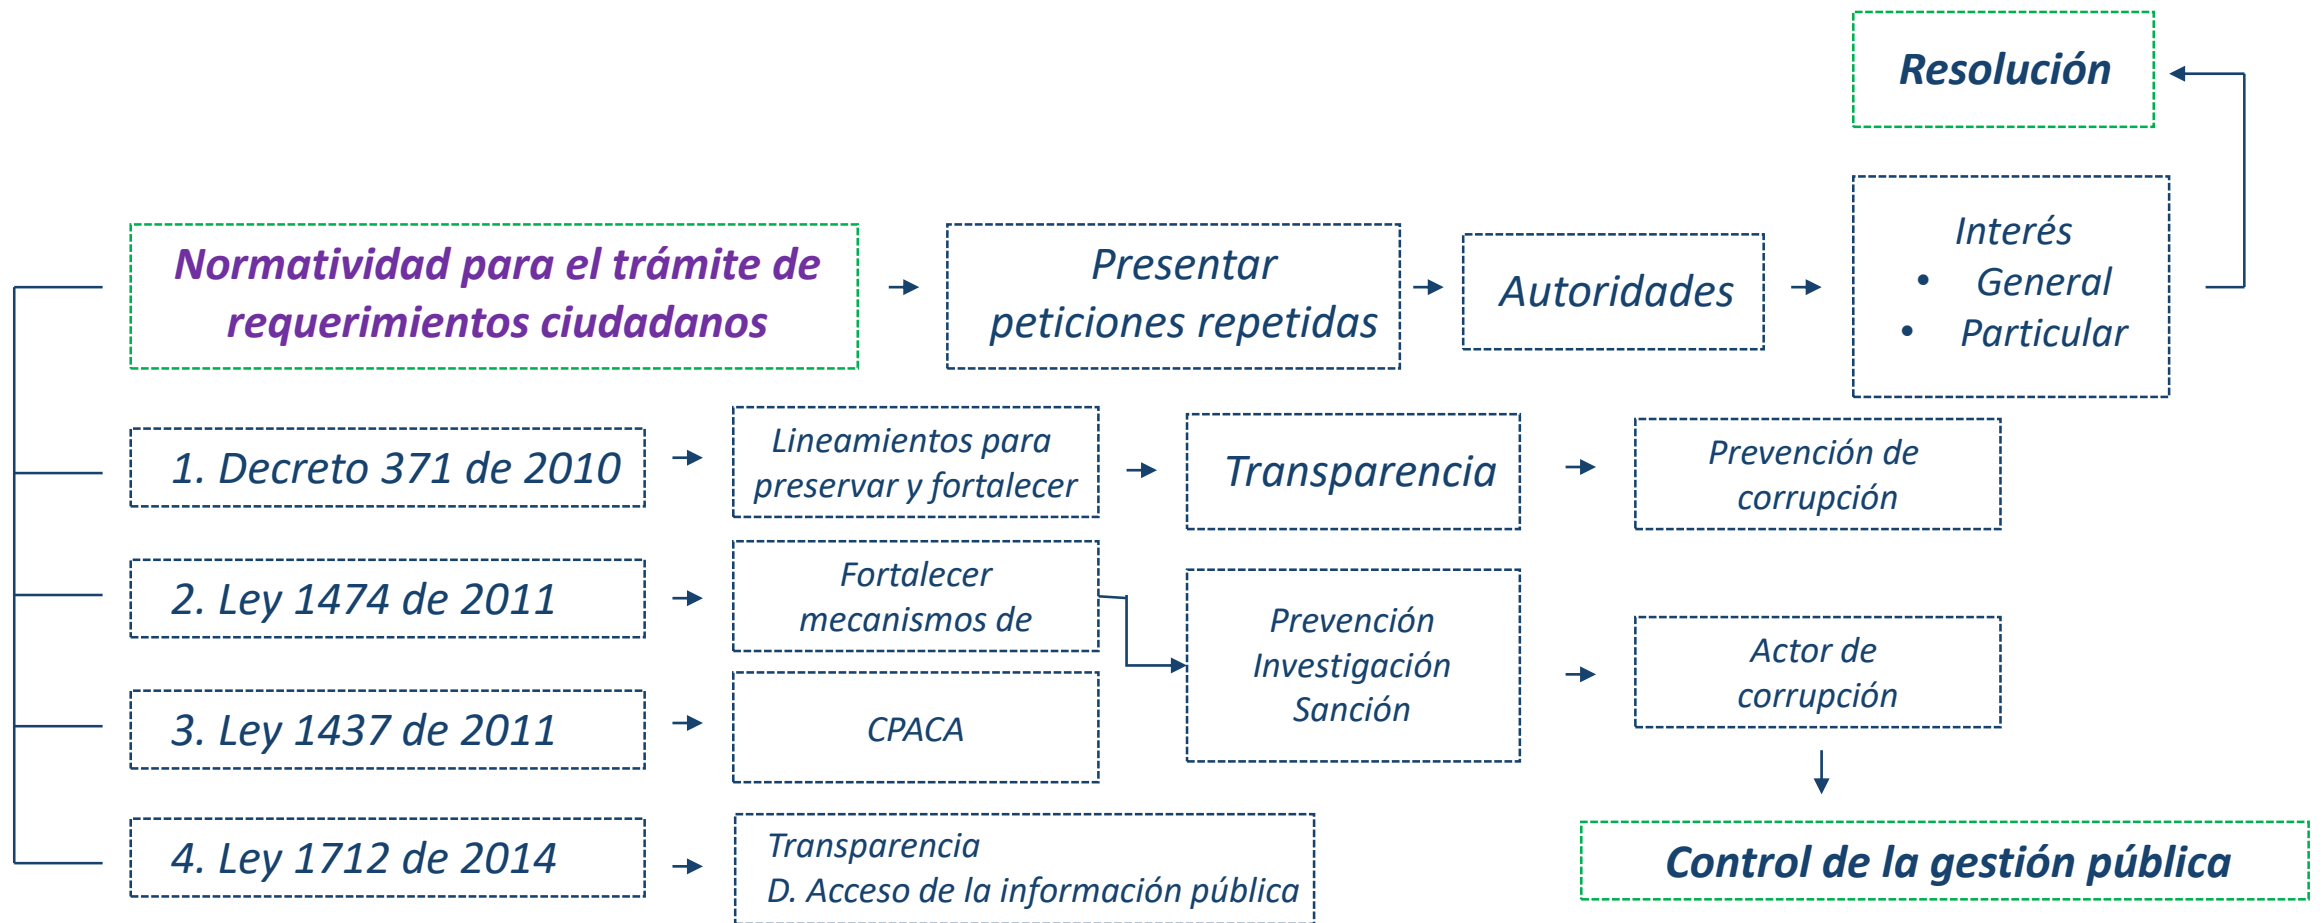 Resolución
Normatividad para el trámite de
requerimientos ciudadanos
Presentar
peticiones repetidas
Autoridades
Interés
• General
• Particular
1. Decreto 371 de 2010
Lineamientos para
preservar y fortalecer
Transparencia
Prevención de
corrupción
2. Ley 1474 de 2011
Fortalecer
mecanismos de
Prevención
Investigación
Sanción
Actor de
corrupción
3. Ley 1437 de 2011
CPACA
4. Ley 1712 de 2014
Transparencia
D. Acceso de la información pública
Control de la gestión pública